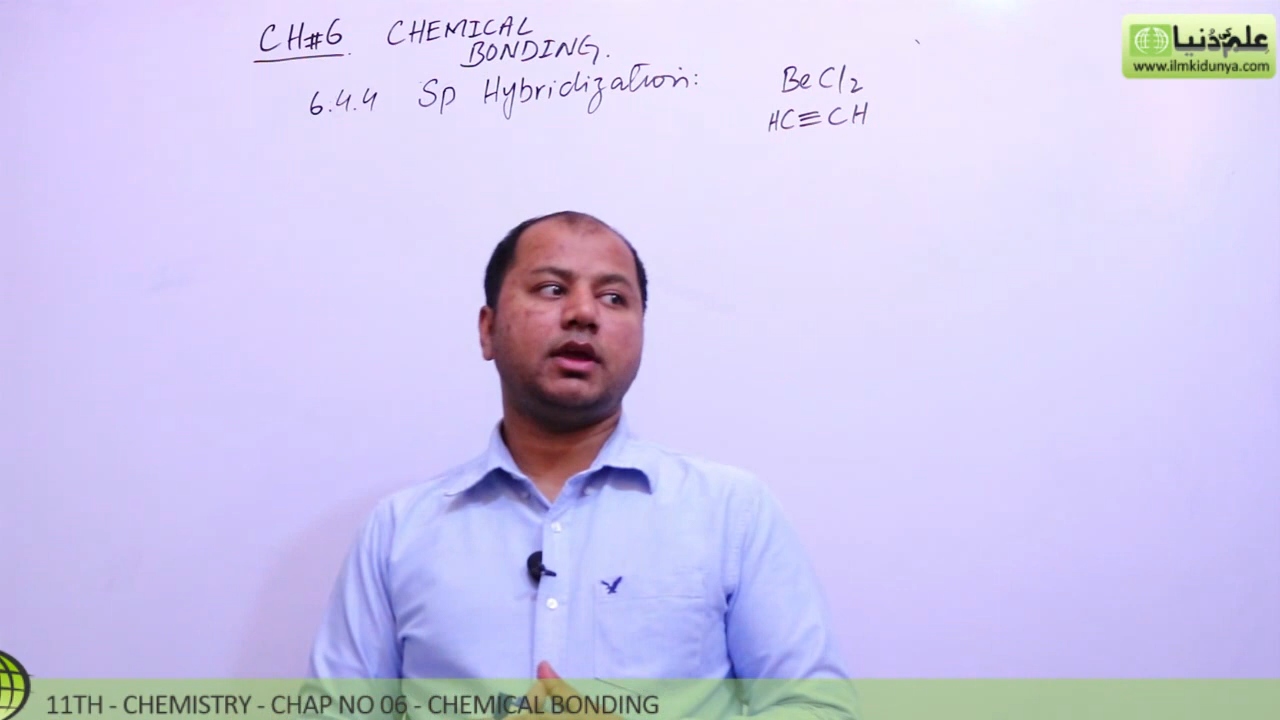 CH#6 CHEMICAL
BONDING.
6.4.4 Sp Hybridization:
BeCl₂
HC≡CH
علم کی دُنیا
www.ilmkidunya.com
11TH - CHEMISTRY - CHAP NO 06 - CHEMICAL BONDING